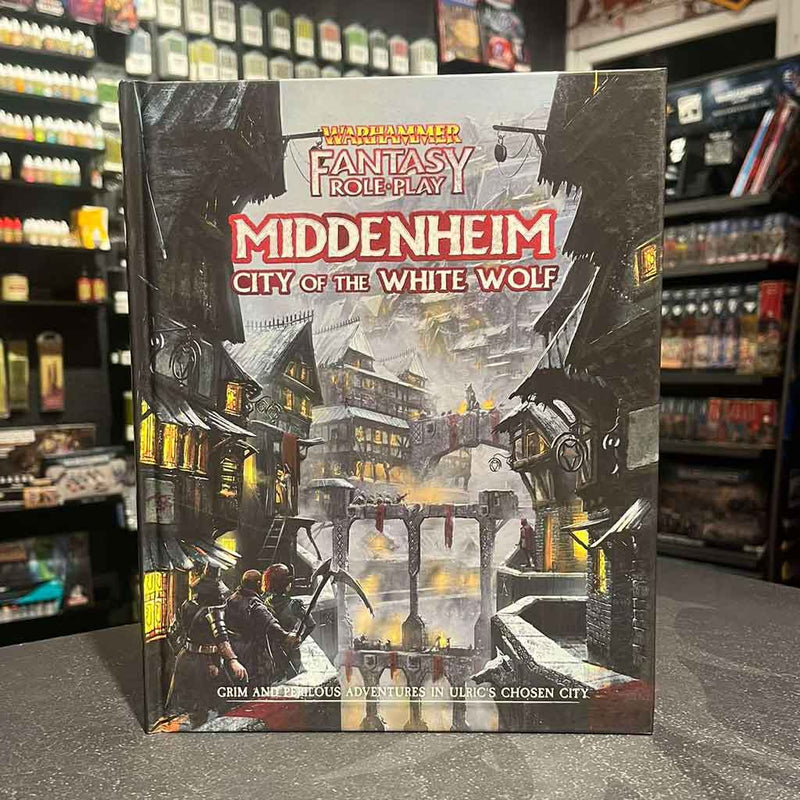 WARHAMMER
FANTASY
ROLE-PLAY
MIDDENHEIM
CITY OF THE WHITE WOLF
GRIM AND PERILOUS ADVENTURES IN ULRIC'S CHOSEN CITY